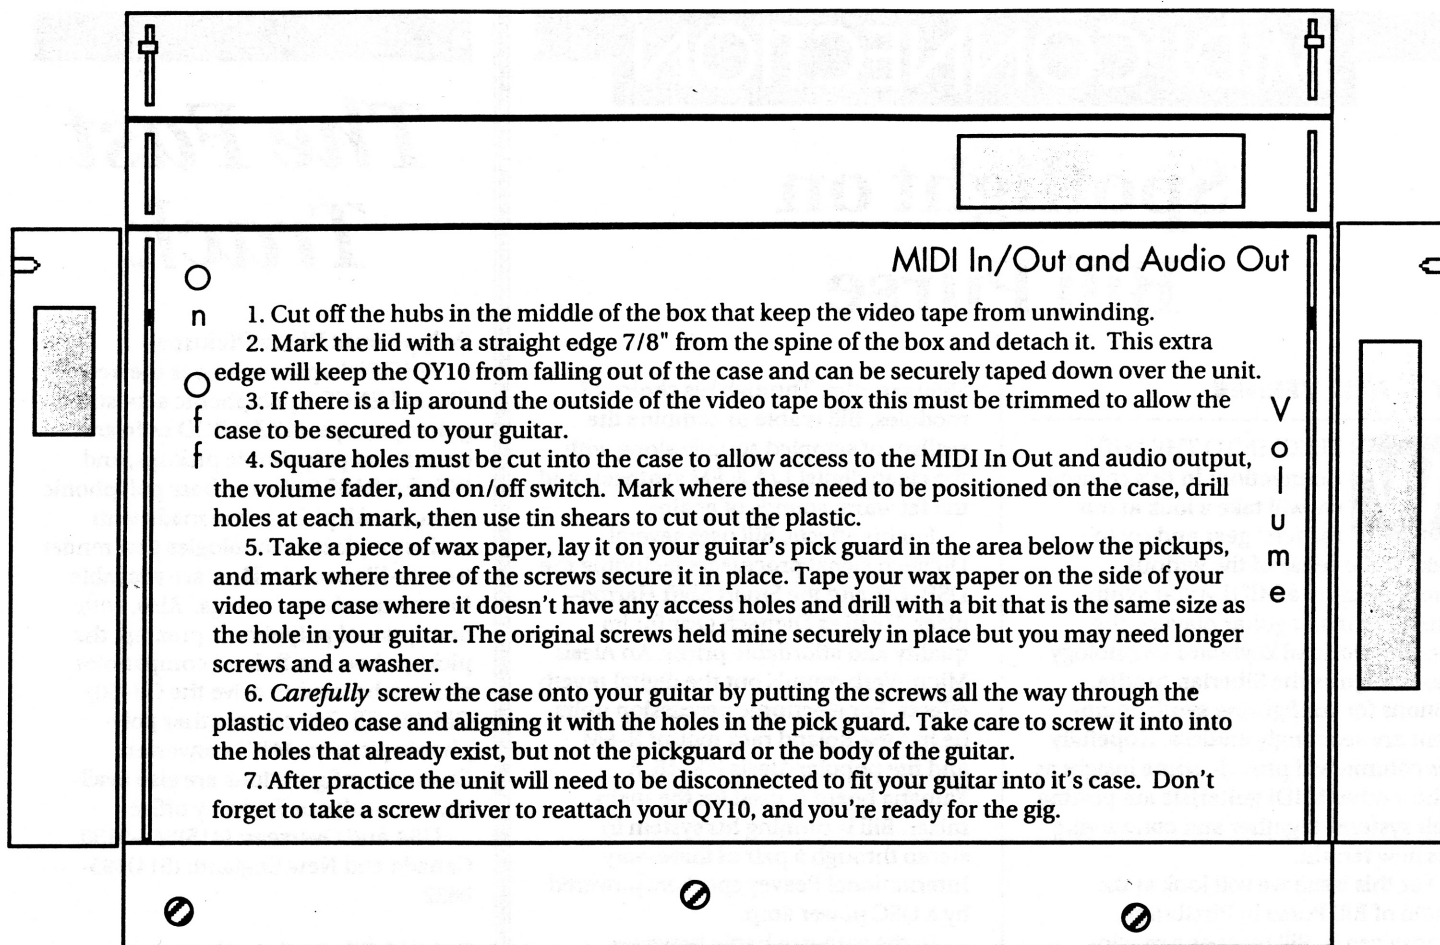 MIDI In/Out and Audio Out
On
Off
1. Cut off the hubs in the middle of the box that keep the video tape from unwinding.
2. Mark the lid with a straight edge 7/8" from the spine of the box and detach it. This extra
edge will keep the QY10 from falling out of the case and can be securely taped down over the unit.
3. If there is a lip around the outside of the video tape box this must be trimmed to allow the
case to be secured to your guitar.
4. Square holes must be cut into the case to allow access to the MIDI In Out and audio output,
the volume fader, and on/off switch. Mark where these need to be positioned on the case, drill
holes at each mark, then use tin shears to cut out the plastic.
5. Take a piece of wax paper, lay it on your guitar's pick guard in the area below the pickups,
and mark where three of the screws secure it in place. Tape your wax paper on the side of your
video tape case where it doesn't have any access holes and drill with a bit that is the same size as
the hole in your guitar. The original screws held mine securely in place but you may need longer
screws and a washer.
6. Carefully screw the case onto your guitar by putting the screws all the way through the
plastic video case and aligning it with the holes in the pick guard. Take care to screw it into into
the holes that already exist, but not the pickguard or the body of the guitar.
7. After practice the unit will need to be disconnected to fit your guitar into it's case. Don't
forget to take a screw driver to reattach your QY10, and you're ready for the gig.
Volume